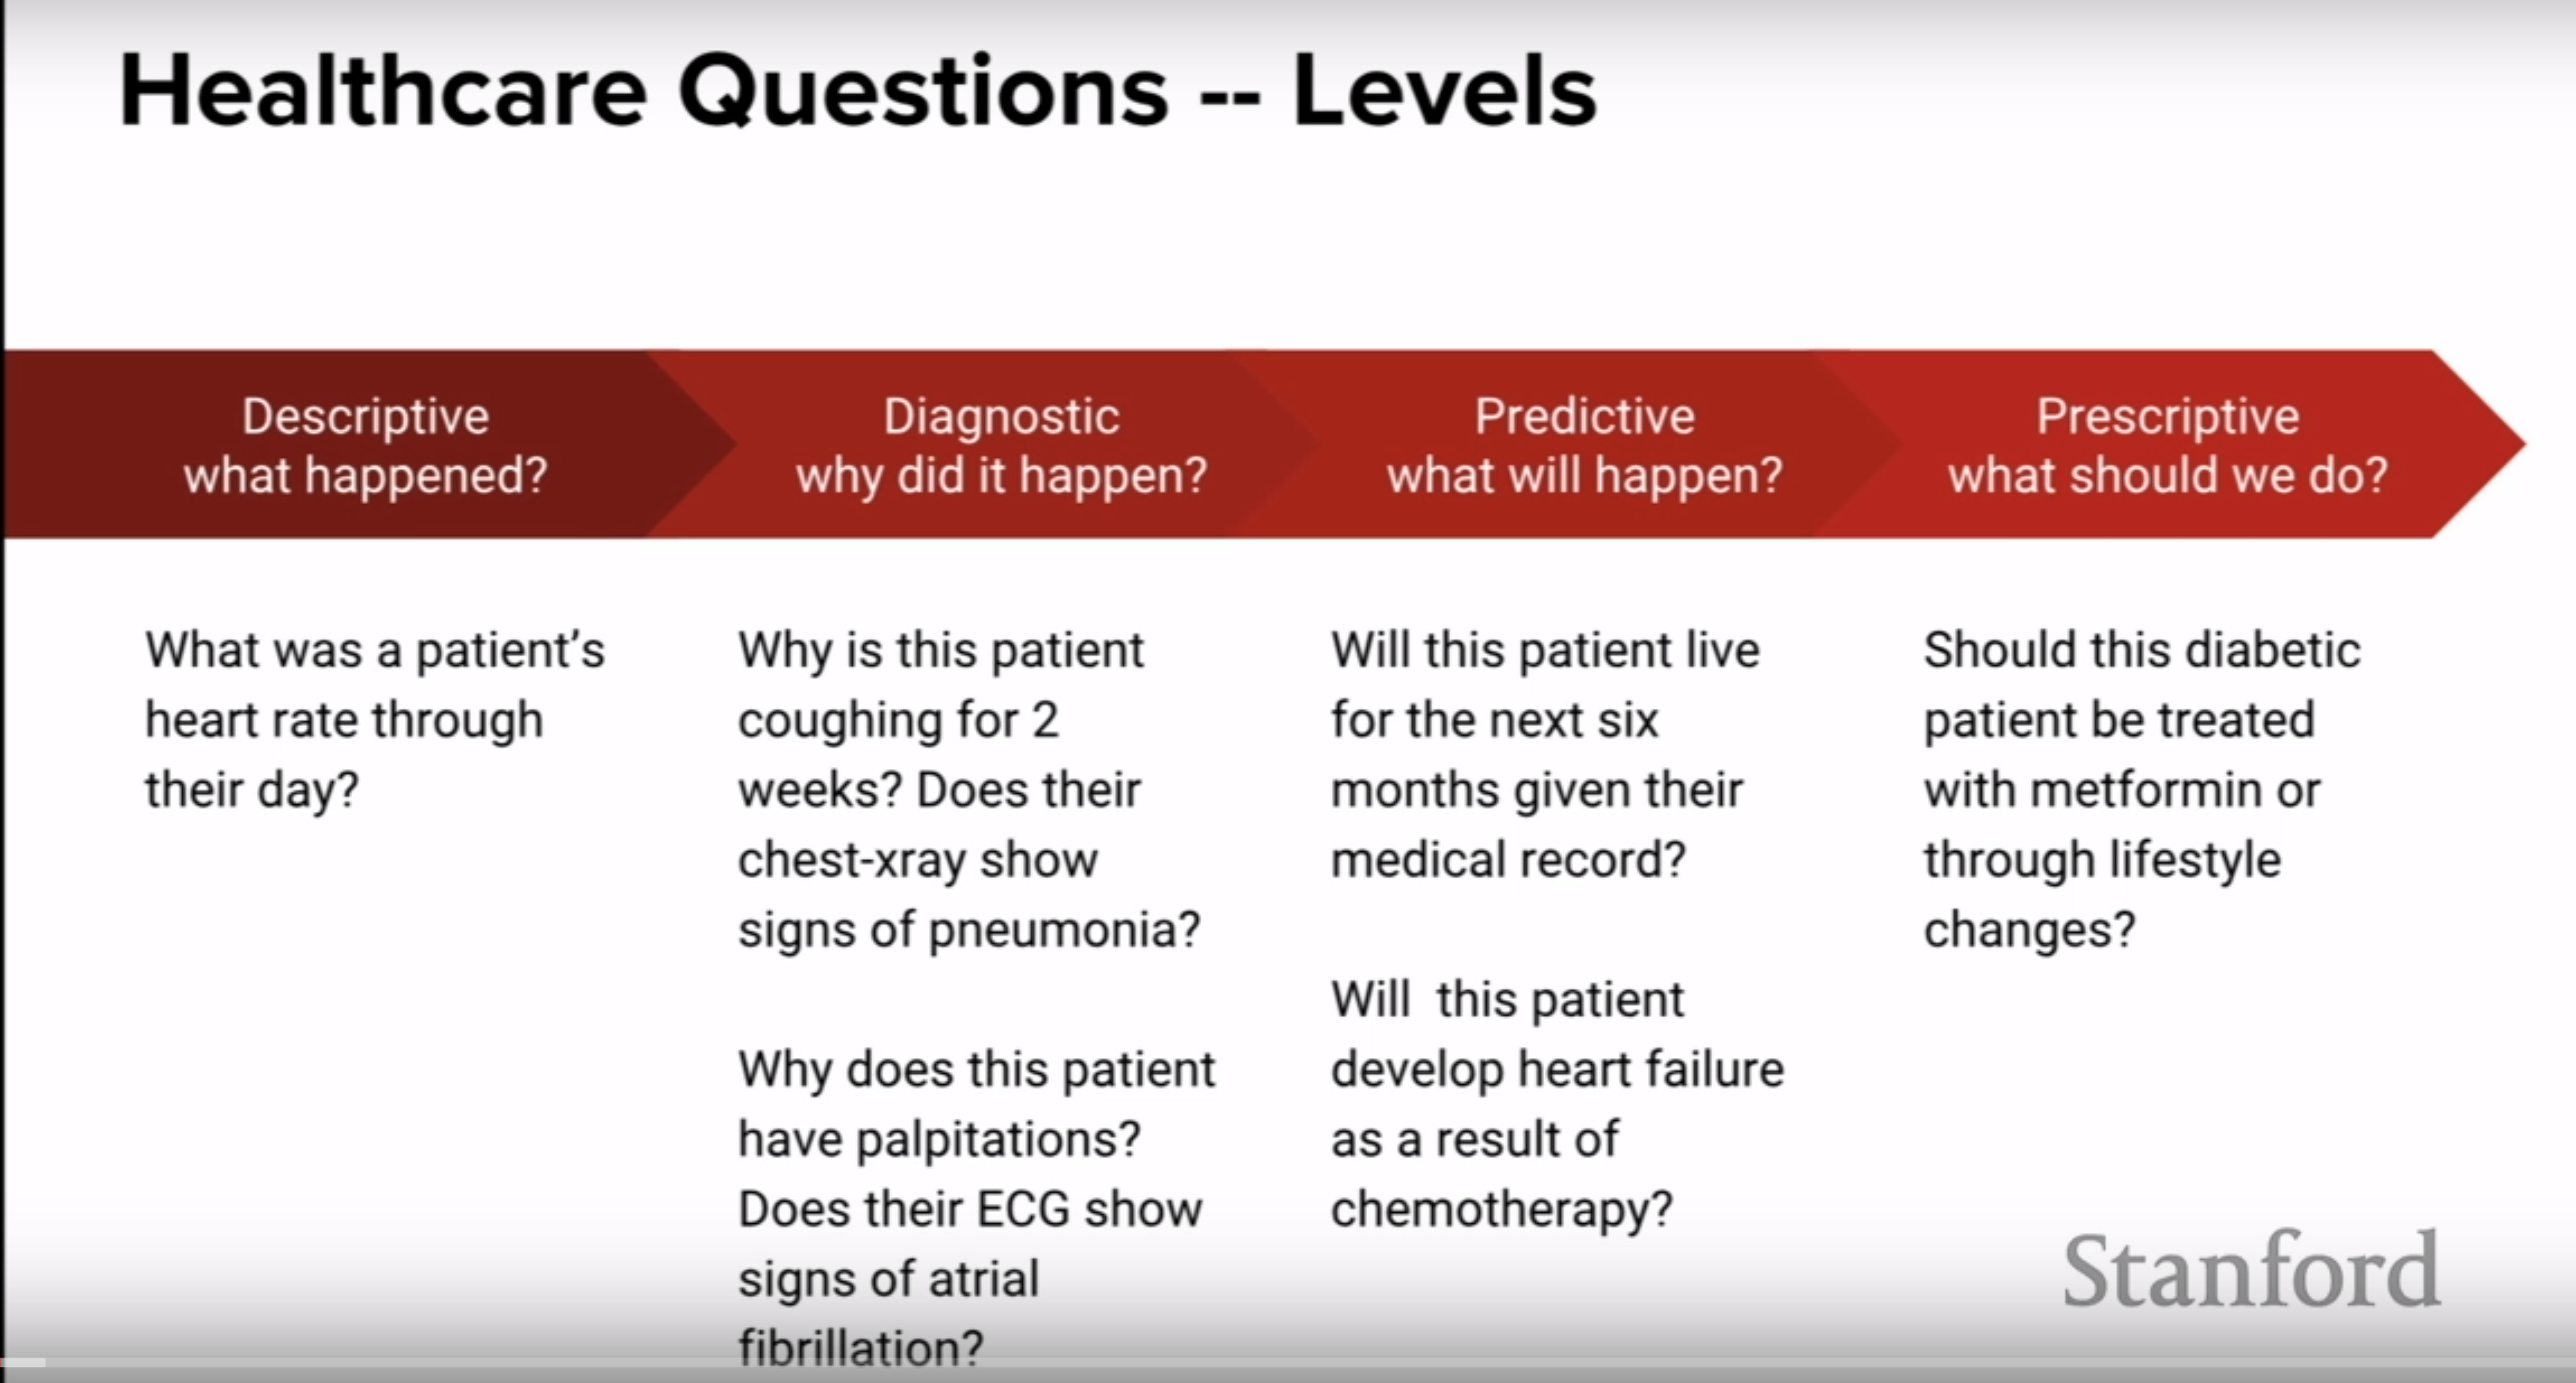 Healthcare Questions -- Levels
Descriptive
what happened?
Diagnostic
why did it happen?
Predictive
what will happen?
Prescriptive
what should we do?
What was a patient’s
heart rate through
their day?
Why is this patient
coughing for 2
weeks? Does their
chest-xray show
signs of pneumonia?
Why does this patient
have palpitations?
Does their ECG show
signs of atrial
fibrillation?
Will this patient live
for the next six
months given their
medical record?
Will  this patient
develop heart failure
as a result of
chemotherapy?
Should this diabetic
patient be treated
with metformin or
through lifestyle
changes?
Stanford